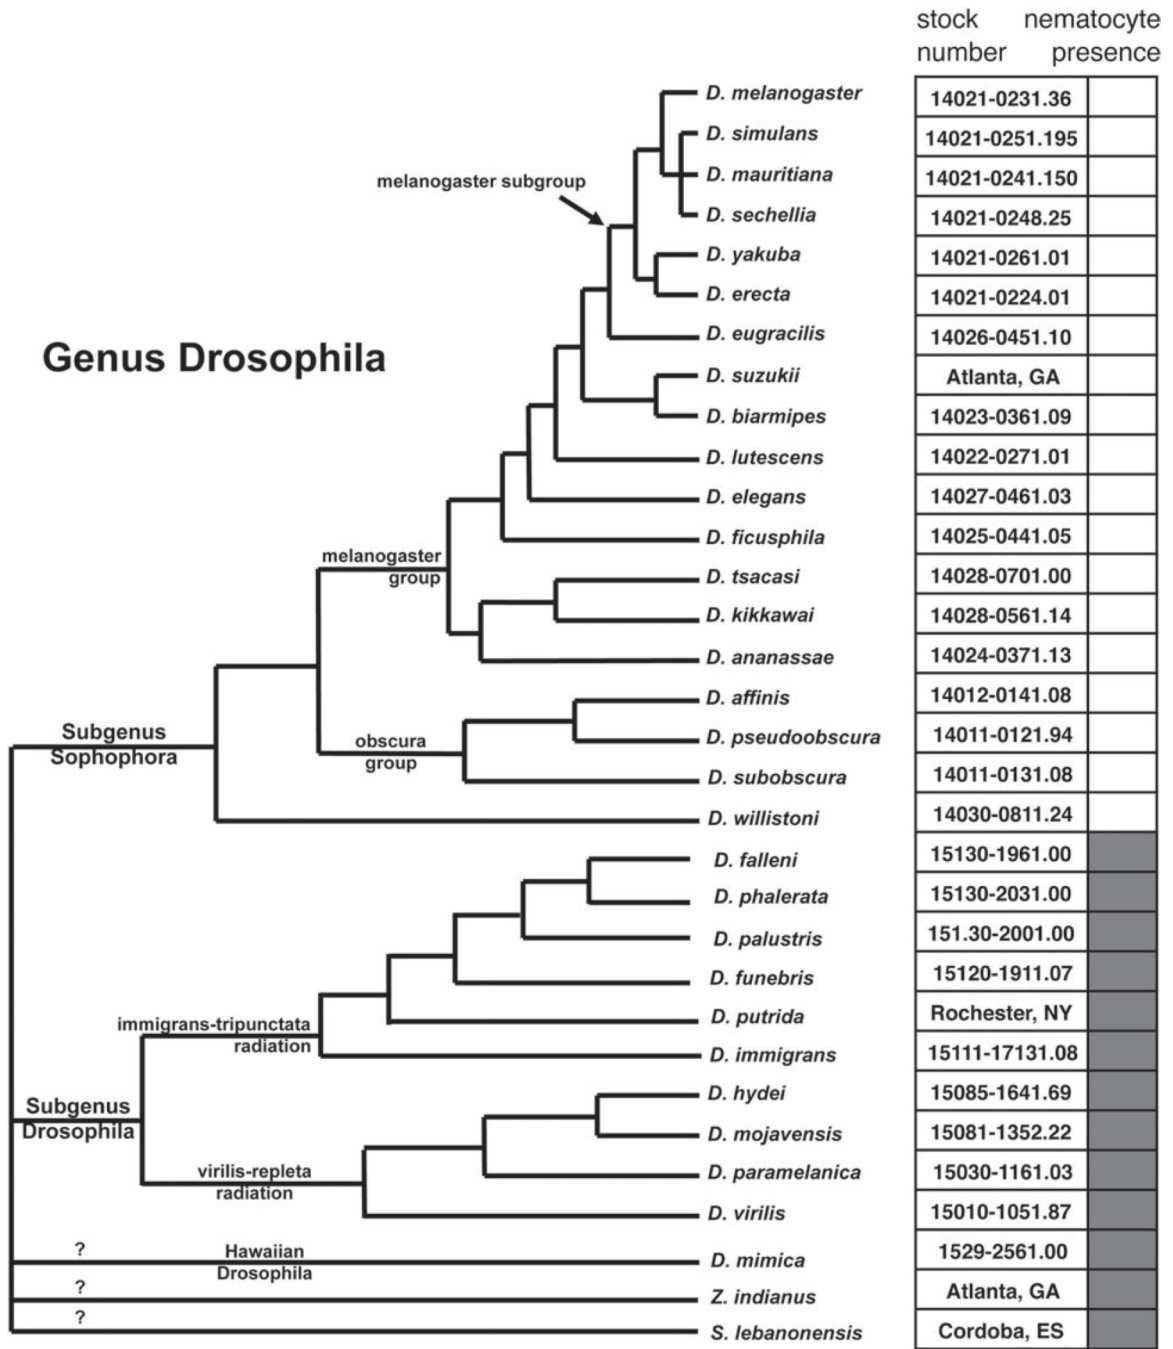 stock nematocyte
number presence
D. melanogaster 14021-0231.36
D. simulans 14021-0251.195
melanogaster subgroup
D. mauritiana 14021-0241.150
D. sechellia 14021-0248.25
D. yakuba 14021-0261.01
D. erecta 14021-0224.01
D. eugracilis 14026-0451.10
Genus Drosophila
D. suzukii Atlanta, GA
D. biarmipes 14023-0361.09
D. lutescens 14022-0271.01
D. elegans 14027-0461.03
D. ficusphila 14025-0441.05
melanogaster
group
D. tsacasi 14028-0701.00
D. kikkawai 14028-0561.14
D. ananassae 14024-0371.13
D. affinis 14012-0141.08
Subgenus
Sophophora
obscura
group
D. pseudoobscura 14011-0121.94
D. subobscura 14011-0131.08
D. willistoni 14030-0811.24
D. falleni 15130-1961.00
D. phalerata 15130-2031.00
D. palustris 151.30-2001.00
D. funebris 15120-1911.07
D. putrida Rochester, NY
immigrans-tripunctata
radiation
D. immigrans 15111-17131.08
D. hydei 15085-1641.69
Subgenus
Drosophila
D. mojavensis 15081-1352.22
virilis-repleta
radiation
D. paramelanica 15030-1161.03
D. virilis 15010-1051.87
? Hawaiian
Drosophila
D. mimica 1529-2561.00
?
Z. indianus Atlanta, GA
?
S. lebanonensis Cordoba, ES